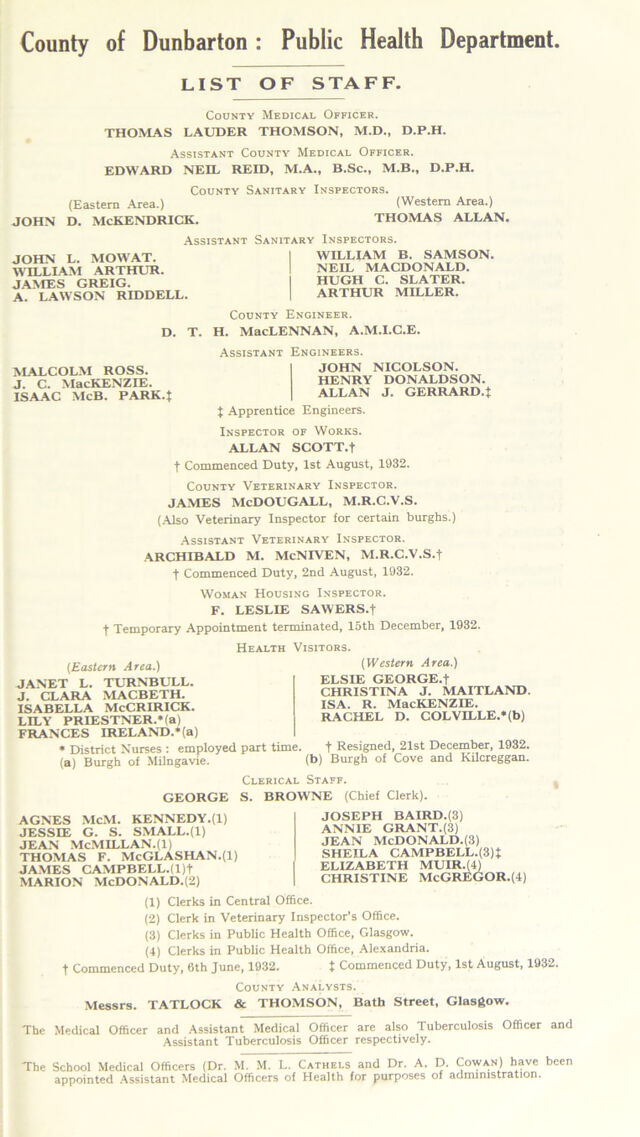 County of Dunbarton : Public Health Department.
LIST OF STAFF.
County Medical Officer.
THOMAS LAUDER THOMSON, M.D., D.P.H.
Assistant County Medical Officer.
EDWARD NEIL REID, M.A., B.Sc., M.B., D.P.H.
County Sanitary Inspectors.
(Eastern Area.) (Western Area.)
JOHN D. McKENDRICK. THOMAS ALLAN.
Assistant Sanitary Inspectors.
JOHN L. MOWAT.
WILLIAM ARTHUR.
JAMES GREIG.
A. LAWSON RIDDELL.
WILLIAM B. SAMSON.
NEIL MACDONALD.
HUGH C. SLATER.
ARTHUR MILLER.
County Engineer.
D. T. H. MacLENNAN, A.M.I.C.E.
Assistant Engineers.
MALCOLM ROSS.
J. C. MacKENZIE.
ISAAC McB. PARK.‡
JOHN NICOLSON.
HENRY DONALDSON.
ALLAN J. GERRARD.‡
‡ Apprentice Engineers.
Inspector of Works.
ALLAN SCOTT.†
† Commenced Duty, 1st August, 1932.
County Veterinary Inspector.
JAMES McDOUGALL, M.R.C.V.S.
(Also Veterinary Inspector for certain burghs.)
Assistant Veterinary Inspector.
ARCHIBALD M. McNIVEN, M.R.C.V.S.†
† Commenced Duty, 2nd August, 1932.
Woman Housing Inspector.
F. LESLIE SAWERS.†
† Temporary Appointment terminated, 15th December, 1932.
Health Visitors.
(Eastern Area.)
JANET L. TURNBULL.
J. CLARA MACBETH.
ISABELLA McCRIRICK.
LILY PRIESTNER.*(a)
FRANCES IRELAND.*(a)
(Western Area.)
ELSIE GEORGE.†
CHRISTINA J. MAITLAND.
ISA. R. MacKENZIE.
RACHEL D. COLVILLE.*(b)
* District Nurses : employed part time. † Resigned, 21st December, 1932.
(a) Burgh of Milngavie. (b) Burgh of Cove and Kilcreggan.
Clerical Staff.
GEORGE S. BROWNE (Chief Clerk).
AGNES McM. KENNEDY.(1)
JESSIE G. S. SMALL.(1)
JEAN McMILLAN.(1)
THOMAS F. McGLASHAN.(1)
JAMES CAMPBELL.(1)†
MARION McDONALD.(2)
JOSEPH BAIRD.(3)
ANNIE GRANT.(3)
JEAN McDONALD.(3)
SHEILA CAMPBELL.(3)‡
ELIZABETH MUIR.(4)
CHRISTINE McGREGOR.(4)
(1) Clerks in Central Office.
(2) Clerk in Veterinary Inspector's Office.
(3) Clerks in Public Health Office, Glasgow.
(4) Clerks in Public Health Office, Alexandria.
† Commenced Duty, 6th June, 1932. ‡ Commenced Duty, 1st August, 1932.
County Analysts.
Messrs. TATLOCK & THOMSON, Bath Street, Glasgow.
The Medical Officer and Assistant Medical Officer are also Tuberculosis Officer and
Assistant Tuberculosis Officer respectively.
The School Medical Officers (Dr. M. M. L. Cathels and Dr. A. D. Cowan) have been
appointed Assistant Medical Officers of Health for purposes of administration.